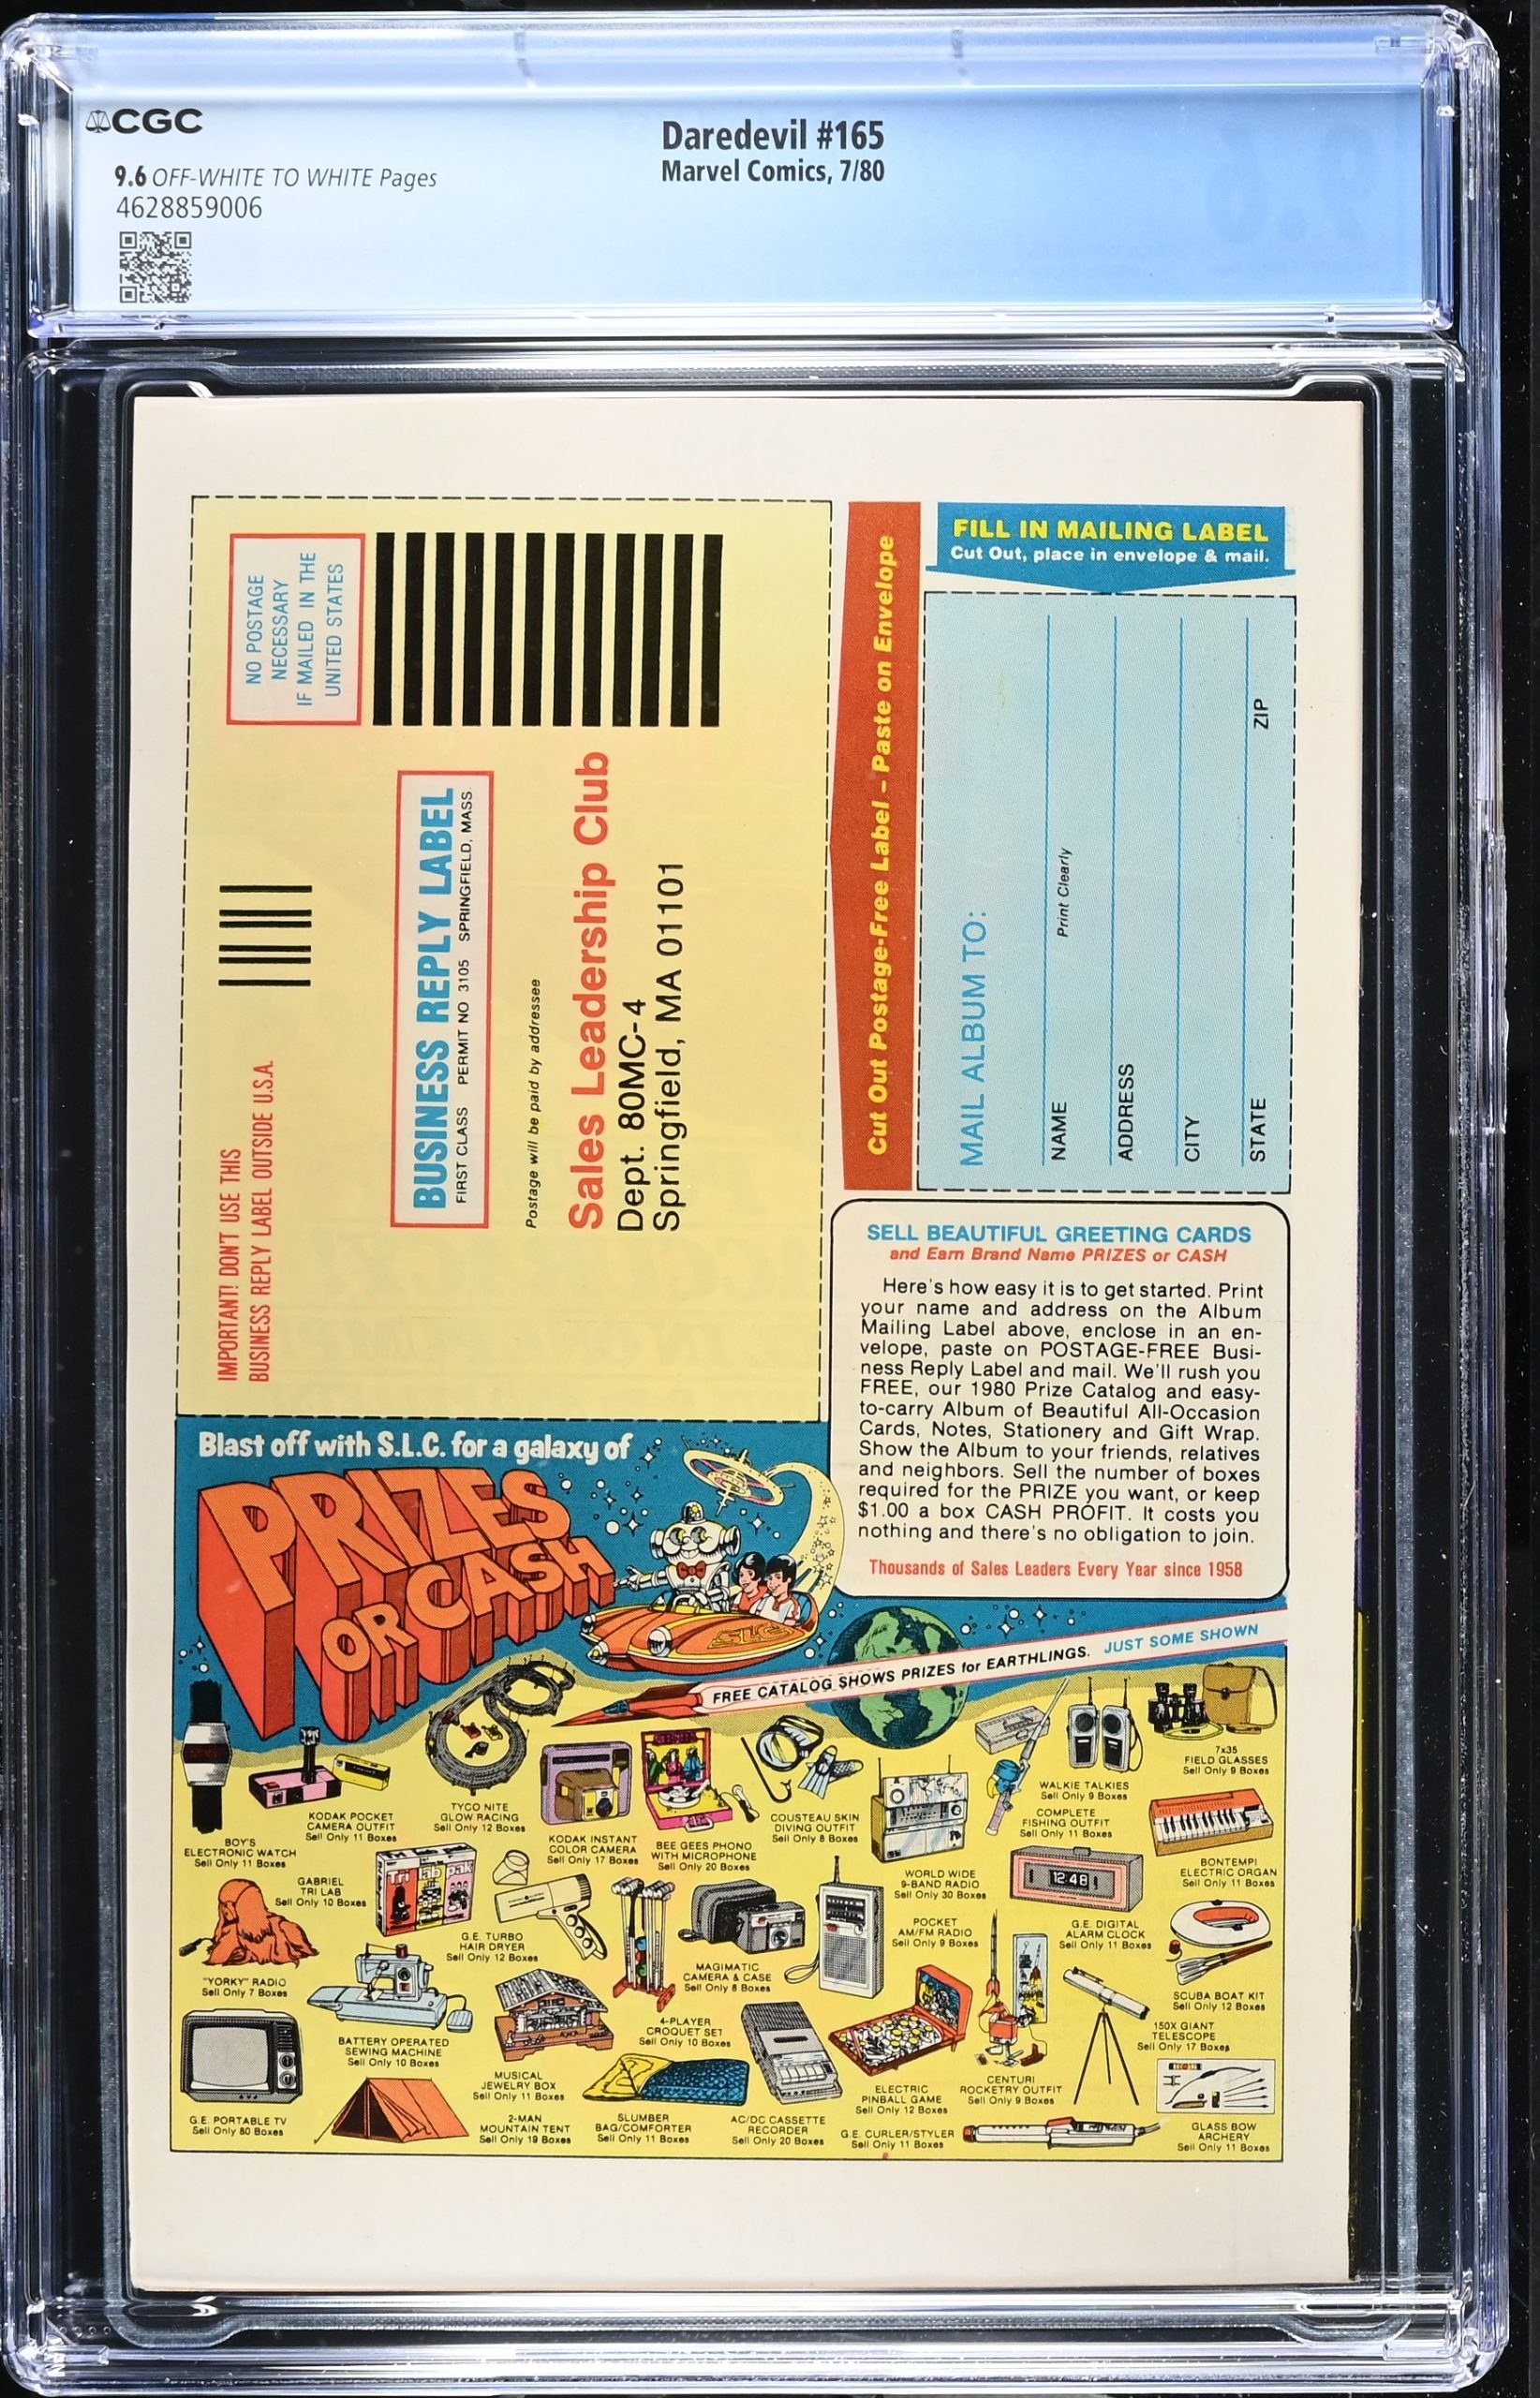 CGC
9.6 OFF-WHITE TO WHITE Pages
4628859006
Daredevil #165
Marvel Comics, 7/80
NO POSTAGE
NECESSARY
IF MAILED IN THE
UNITED STATES
IMPORTANT! DON'T USE THIS
BUSINESS REPLY LABEL OUTSIDE U.S.A.
BUSINESS REPLY LABEL
FIRST CLASS PERMIT NO 3105 SPRINGFIELD, MASS.
Postage will be paid by addressee
Sales Leadership Club
Dept. 80MC-4
Springfield, MA 01101
Cut Out Postage-Free Label – Paste on Envelope
FILL IN MAILING LABEL
Cut Out, place in envelope & mail.
MAIL ALBUM TO:
NAME
Print Clearly
ADDRESS
CITY
STATE ZIP
SELL BEAUTIFUL GREETING CARDS
and Earn Brand Name PRIZES or CASH
Here's how easy it is to get started. Print
your name and address on the Album
Mailing Label above, enclose in an en-
velope, paste on POSTAGE-FREE Busi-
ness Reply Label and mail. We'll rush you
FREE, our 1980 Prize Catalog and easy-
to-carry Album of Beautiful All-Occasion
Cards, Notes, Stationery and Gift Wrap.
Show the Album to your friends, relatives
and neighbors. Sell the number of boxes
required for the PRIZE you want, or keep
$1.00 a box CASH PROFIT. It costs you
nothing and there's no obligation to join.
Thousands of Sales Leaders Every Year since 1958
Blast off with S.L.C. for a galaxy of
PRIZES
OR CASH
SLC
FREE CATALOG SHOWS PRIZES for EARTHLINGS. JUST SOME SHOWN
BOY'S
ELECTRONIC WATCH
Sell Only 11 Boxes
KODAK POCKET
CAMERA OUTFIT
Sell Only 11 Boxes
TYCO NITE
GLOW RACING
Sell Only 12 Boxes
KODAK INSTANT
COLOR CAMERA
Sell Only 17 Boxes
BEE GEES PHONO
WITH MICROPHONE
Sell Only 20 Boxes
COUSTEAU SKIN
DIVING OUTFIT
Sell Only 8 Boxes
WORLD WIDE
9-BAND RADIO
Sell Only 30 Boxes
WALKIE TALKIES
Sell Only 9 Boxes
COMPLETE
FISHING OUTFIT
Sell Only 11 Boxes
7x35
FIELD GLASSES
Sell Only 9 Boxes
BONTEMPI
ELECTRIC ORGAN
Sell Only 11 Boxes
GABRIEL
TRI LAB
Sell Only 10 Boxes
Tri lab pak
G.E. TURBO
HAIR DRYER
Sell Only 12 Boxes
MAGIMATIC
CAMERA & CASE
Sell Only 8 Boxes
POCKET
AM/FM RADIO
Sell Only 9 Boxes
12 48
G.E. DIGITAL
ALARM CLOCK
Sell Only 11 Boxes
SCUBA BOAT KIT
Sell Only 12 Boxes
"YORKY" RADIO
Sell Only 7 Boxes
BATTERY OPERATED
SEWING MACHINE
Sell Only 10 Boxes
MUSICAL
JEWELRY BOX
Sell Only 11 Boxes
4-PLAYER
CROQUET SET
Sell Only 10 Boxes
ELECTRIC
PINBALL GAME
Sell Only 12 Boxes
CENTURI
ROCKETRY OUTFIT
Sell Only 9 Boxes
150X GIANT
TELESCOPE
Sell Only 17 Boxes
G.E. PORTABLE TV
Sell Only 80 Boxes
2-MAN
MOUNTAIN TENT
Sell Only 19 Boxes
SLUMBER
BAG/COMFORTER
Sell Only 11 Boxes
AC/DC CASSETTE
RECORDER
Sell Only 20 Boxes
G.E. CURLER/STYLER
Sell Only 11 Boxes
GLASS BOW
ARCHERY
Sell Only 11 Boxes